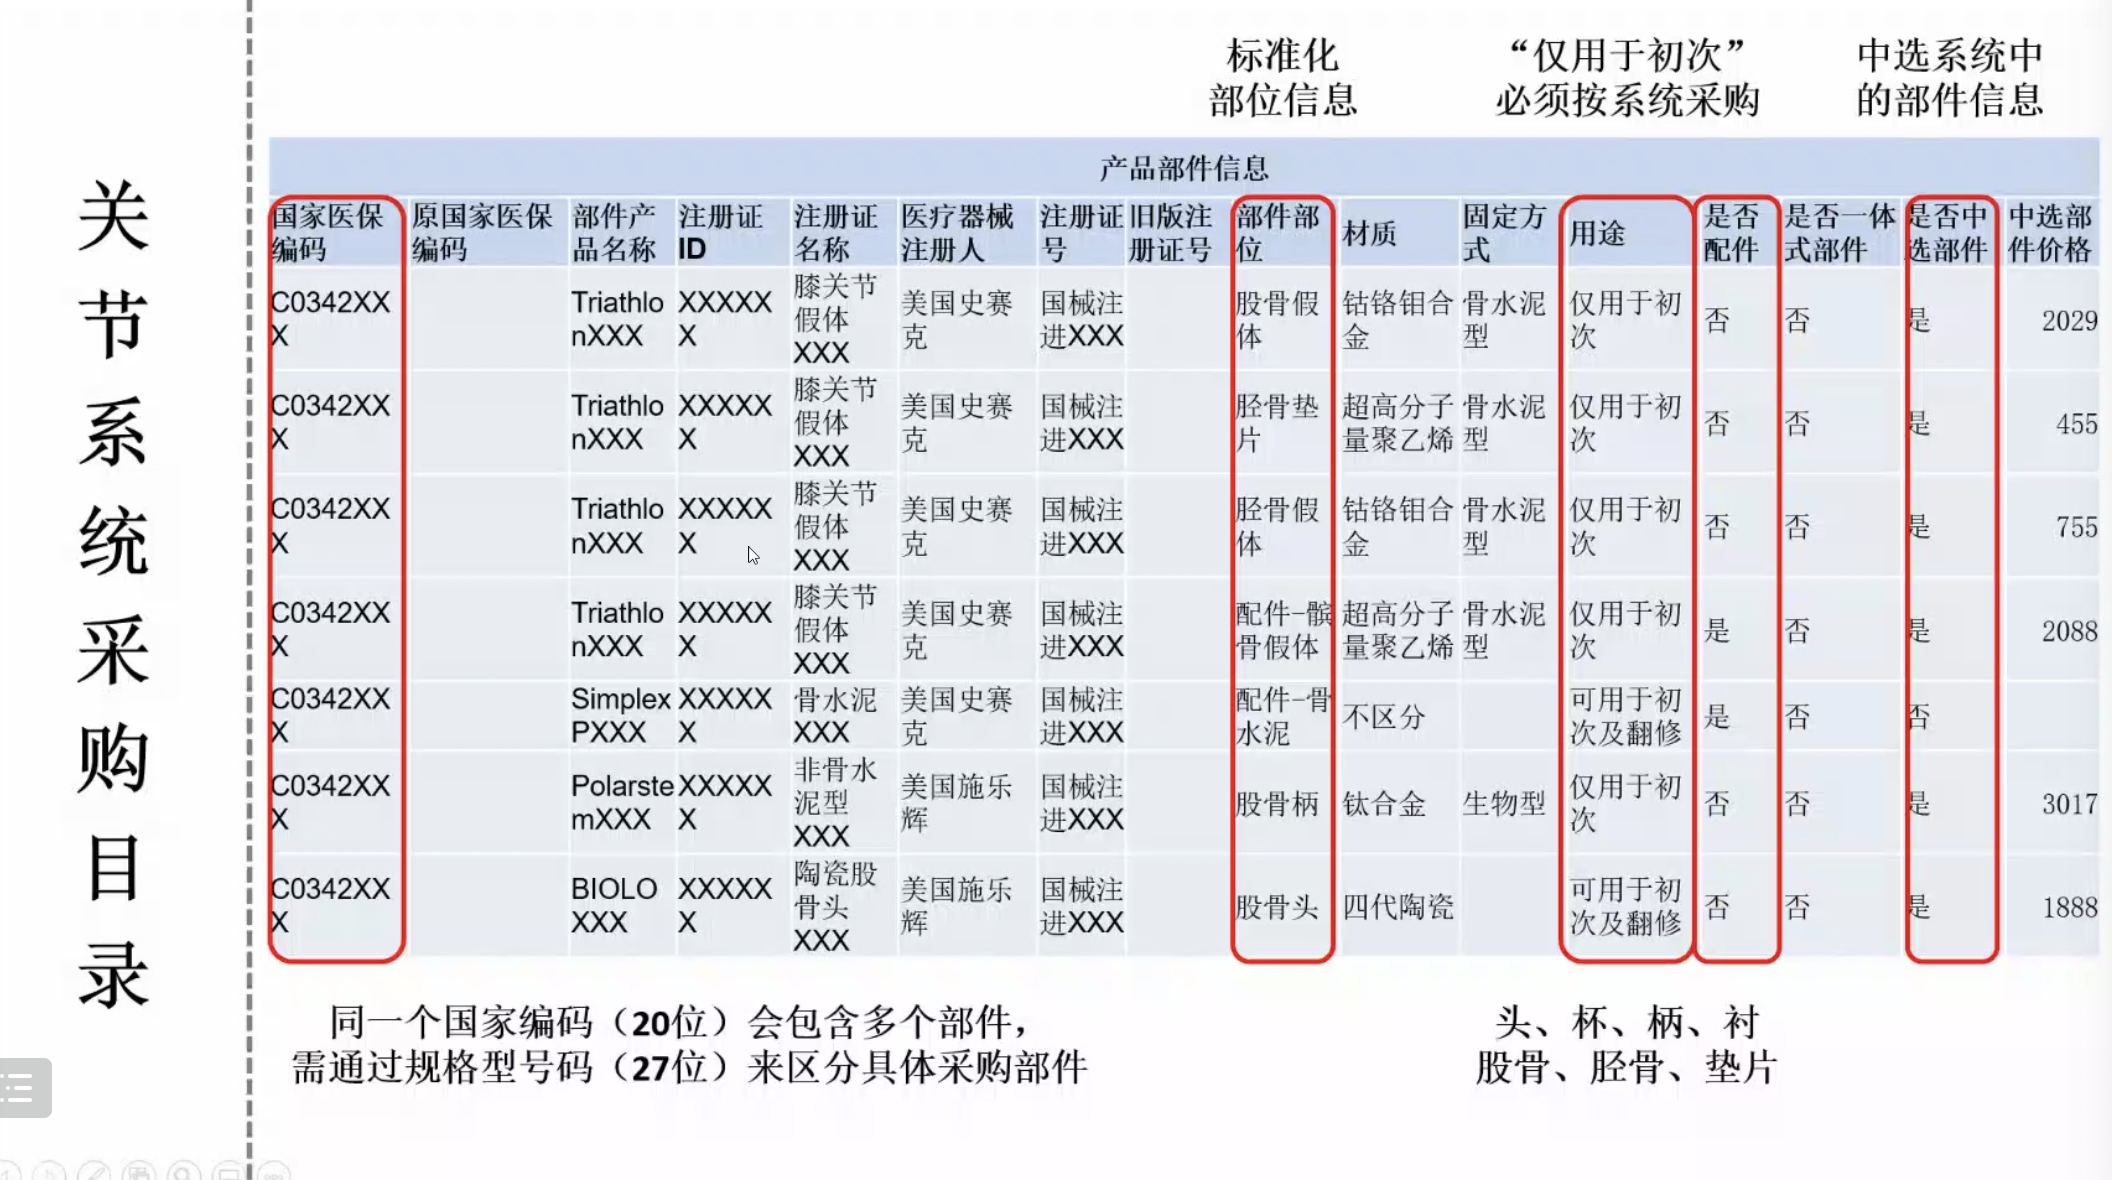 关节系统采购目录
标准化
部位信息
“仅用于初次”
必须按系统采购
中选系统中
的部件信息
产品部件信息
国家医保编码 原国家医保编码 部件产品名称 注册证ID 注册证名称 医疗器械注册人 注册证号 旧版注册证号 部件部位 材质 固定方式 用途 是否配件 是否一体式部件 是否中选部件 中选部件价格
C0342XXX TriathlonXXX XXXXXX 膝关节假体XXX 美国史赛克 国械注进XXX 股骨假体 钴铬钼合金 骨水泥型 仅用于初次 否 否 是 2029
C0342XXX TriathlonXXX XXXXXX 膝关节假体XXX 美国史赛克 国械注进XXX 胫骨垫片 超高分子量聚乙烯 骨水泥型 仅用于初次 否 否 是 455
C0342XXX TriathlonXXX XXXXXX 膝关节假体XXX 美国史赛克 国械注进XXX 胫骨假体 钴铬钼合金 骨水泥型 仅用于初次 否 否 是 755
C0342XXX TriathlonXXX XXXXXX 膝关节假体XXX 美国史赛克 国械注进XXX 配件-髌骨假体 超高分子量聚乙烯 骨水泥型 仅用于初次 是 否 是 2088
C0342XXX SimplexPXXX XXXXXX 骨水泥XXX 美国史赛克 国械注进XXX 配件-骨水泥 不区分 可用于初次及翻修 是 否 否
C0342XXX PolarstemXXX XXXXXX 非骨水泥型XXX 美国施乐辉 国械注进XXX 股骨柄 钛合金 生物型 仅用于初次 否 否 是 3017
C0342XXX BIOLOXXX XXXXXX 陶瓷股骨头XXX 美国施乐辉 国械注进XXX 股骨头 四代陶瓷 可用于初次及翻修 否 否 是 1888
同一个国家编码（20位）会包含多个部件，
需通过规格型号码（27位）来区分具体采购部件
头、杯、柄、衬
股骨、胫骨、垫片